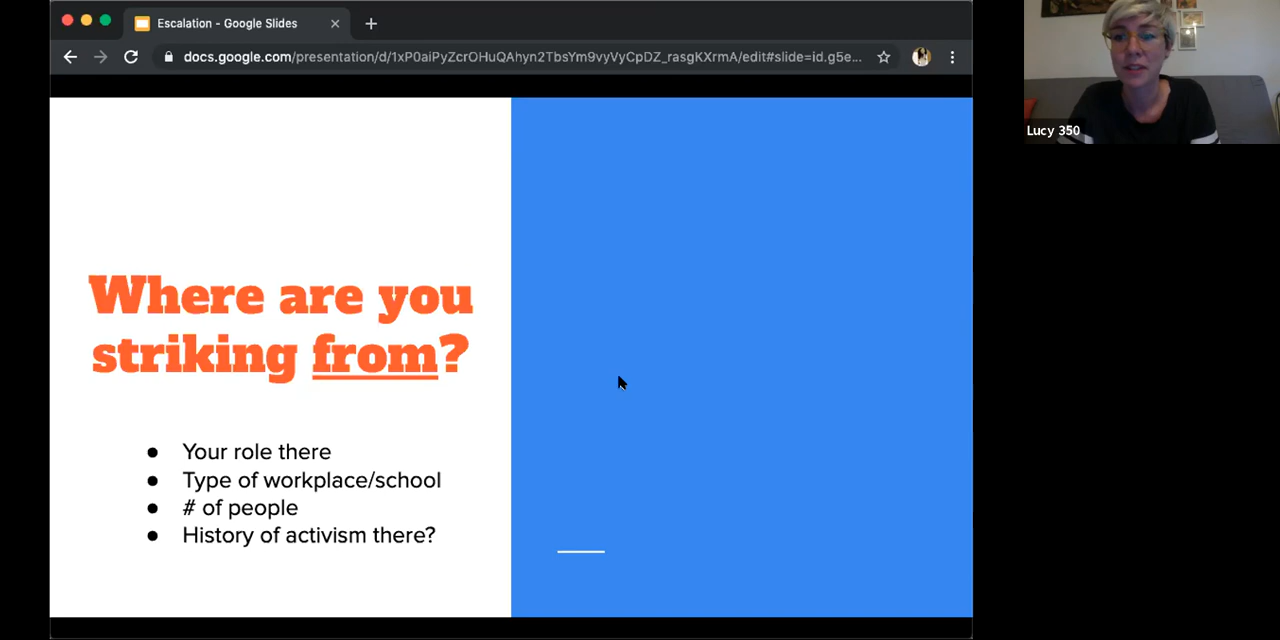 Escalation - Google Slides
docs.google.com/presentation/d/1xP0aiPyZcrOHuQAhyn2TbsYm9vyVyCpDZ_rasgKXrmA/edit#slide=id.g5e...
Lucy 350
Where are you
striking from?
● Your role there
● Type of workplace/school
● # of people
● History of activism there?